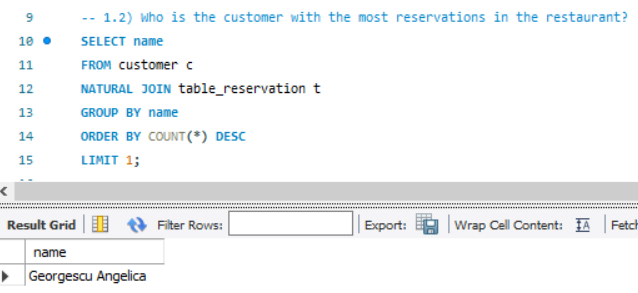 9 -- 1.2) Who is the customer with the most reservations in the restaurant?
10 SELECT name
11 FROM customer c
12 NATURAL JOIN table_reservation t
13 GROUP BY name
14 ORDER BY COUNT(*) DESC
15 LIMIT 1;
Result Grid Filter Rows: Export: Wrap Cell Content: IA Fetch
name
Georgescu Angelica